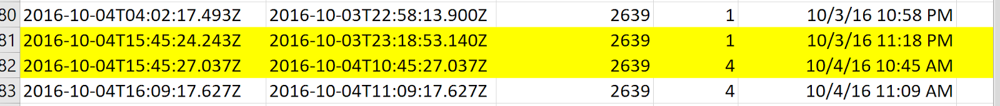 80 2016-10-04T04:02:17.493Z 2016-10-03T22:58:13.900Z 2639 1 10/3/16 10:58 PM
81 2016-10-04T15:45:24.243Z 2016-10-03T23:18:53.140Z 2639 1 10/3/16 11:18 PM
82 2016-10-04T15:45:27.037Z 2016-10-04T10:45:27.037Z 2639 4 10/4/16 10:45 AM
83 2016-10-04T16:09:17.627Z 2016-10-04T11:09:17.627Z 2639 4 10/4/16 11:09 AM